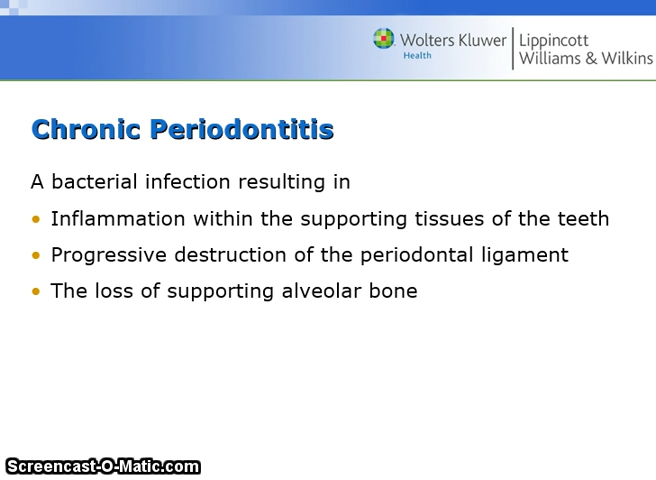 Wolters Kluwer
Health
Lippincott
Williams & Wilkins
Chronic Periodontitis
A bacterial infection resulting in
• Inflammation within the supporting tissues of the teeth
• Progressive destruction of the periodontal ligament
• The loss of supporting alveolar bone
Screencast-O-Matic.com